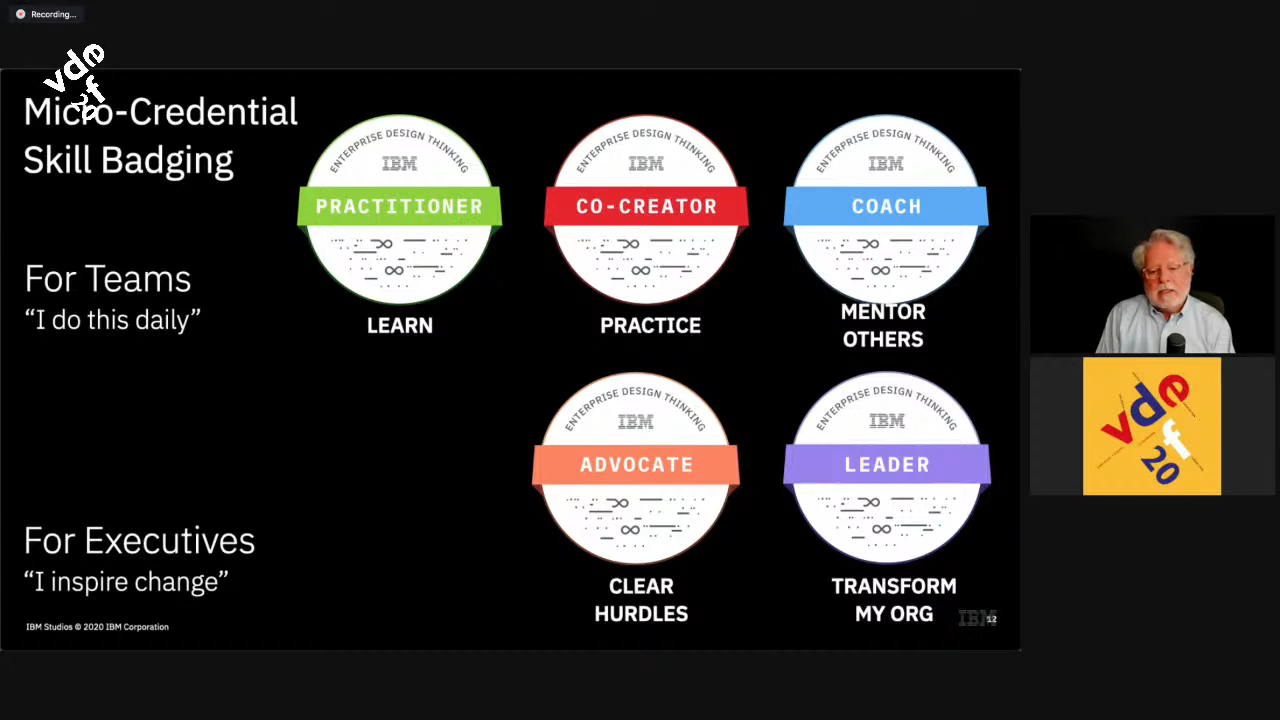 Recording...
vdef
20
Micro-Credential
Skill Badging
ENTERPRISE DESIGN THINKING
IBM
PRACTITIONER
LEARN
ENTERPRISE DESIGN THINKING
IBM
CO-CREATOR
PRACTICE
ENTERPRISE DESIGN THINKING
IBM
COACH
MENTOR
OTHERS
For Teams
“I do this daily”
ENTERPRISE DESIGN THINKING
IBM
ADVOCATE
CLEAR
HURDLES
ENTERPRISE DESIGN THINKING
IBM
LEADER
TRANSFORM
MY ORG
For Executives
“I inspire change”
IBM Studios © 2020 IBM Corporation
IBM
12
vdef
20